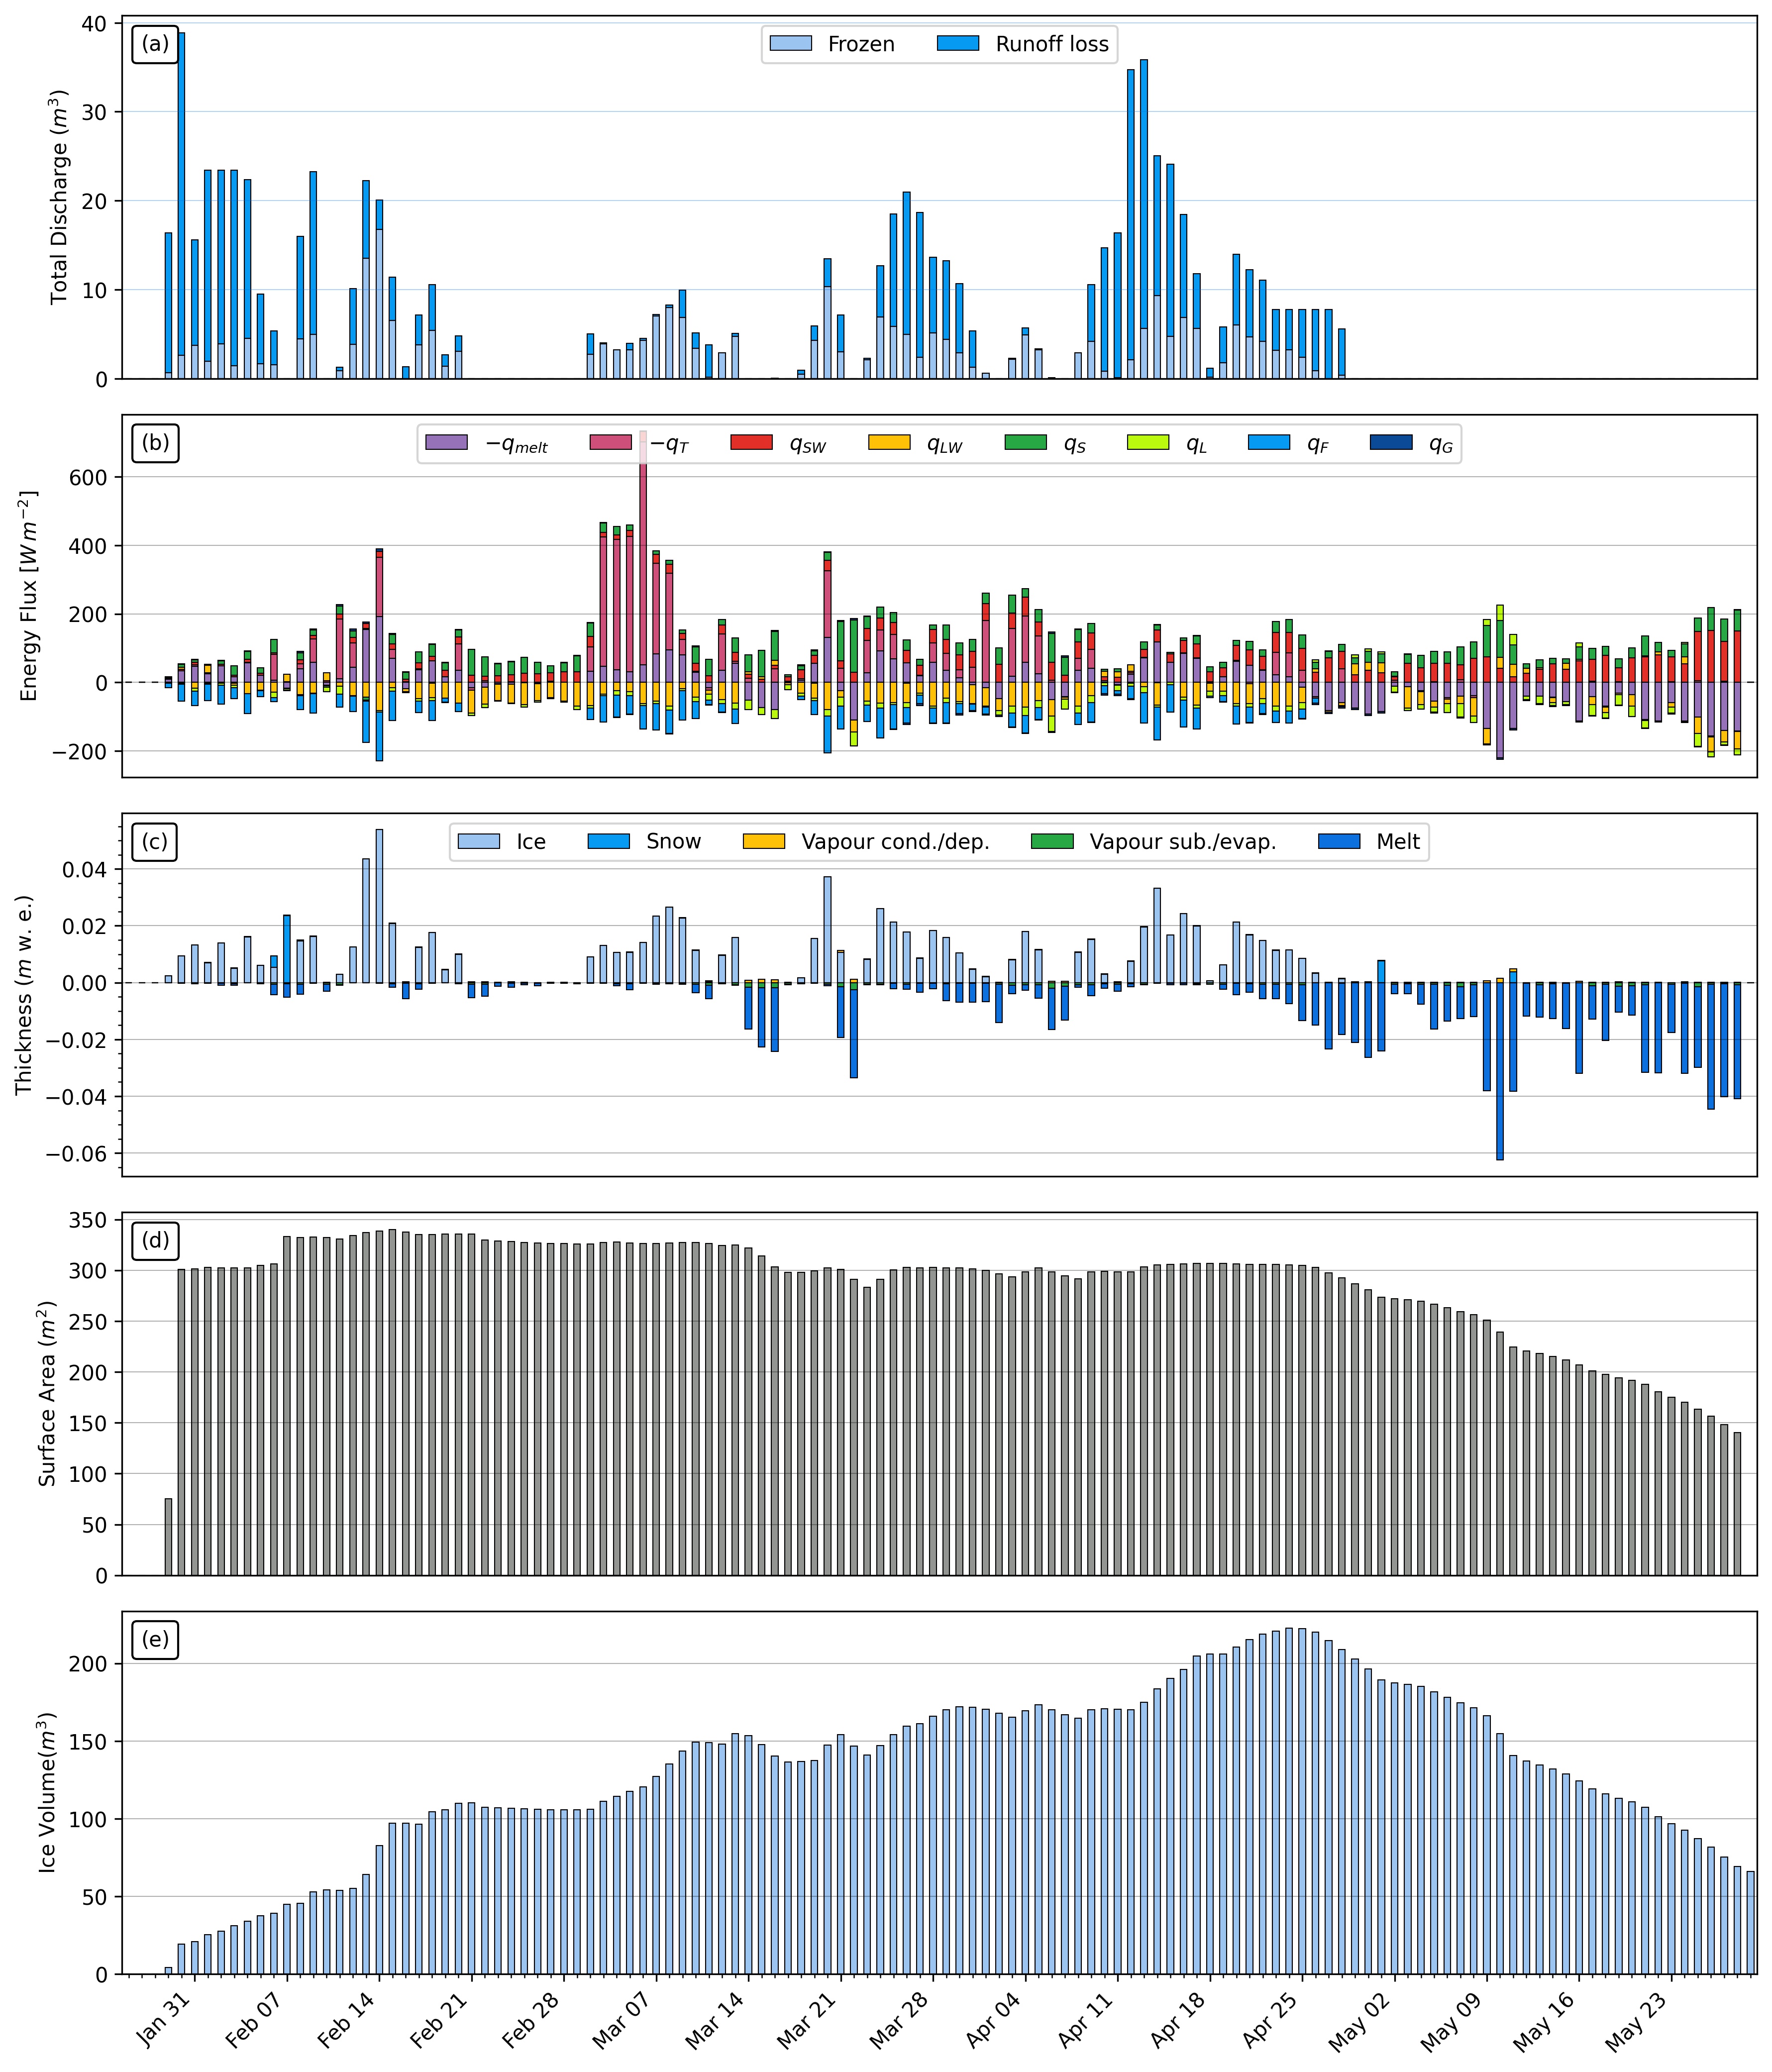 (a)
Frozen Runoff loss
Total Discharge (m³)
40
30
20
10
0
(b)
−q_melt −q_T q_SW q_LW q_S q_L q_F q_G
Energy Flux [W m⁻²]
600
400
200
0
−200
(c)
Ice Snow Vapour cond./dep. Vapour sub./evap. Melt
Thickness (m w. e.)
0.04
0.02
0.00
−0.02
−0.04
−0.06
(d)
Surface Area (m²)
350
300
250
200
150
100
50
0
(e)
Ice Volume(m³)
200
150
100
50
0
Jan 31 Feb 07 Feb 14 Feb 21 Feb 28 Mar 07 Mar 14 Mar 21 Mar 28 Apr 04 Apr 11 Apr 18 Apr 25 May 02 May 09 May 16 May 23